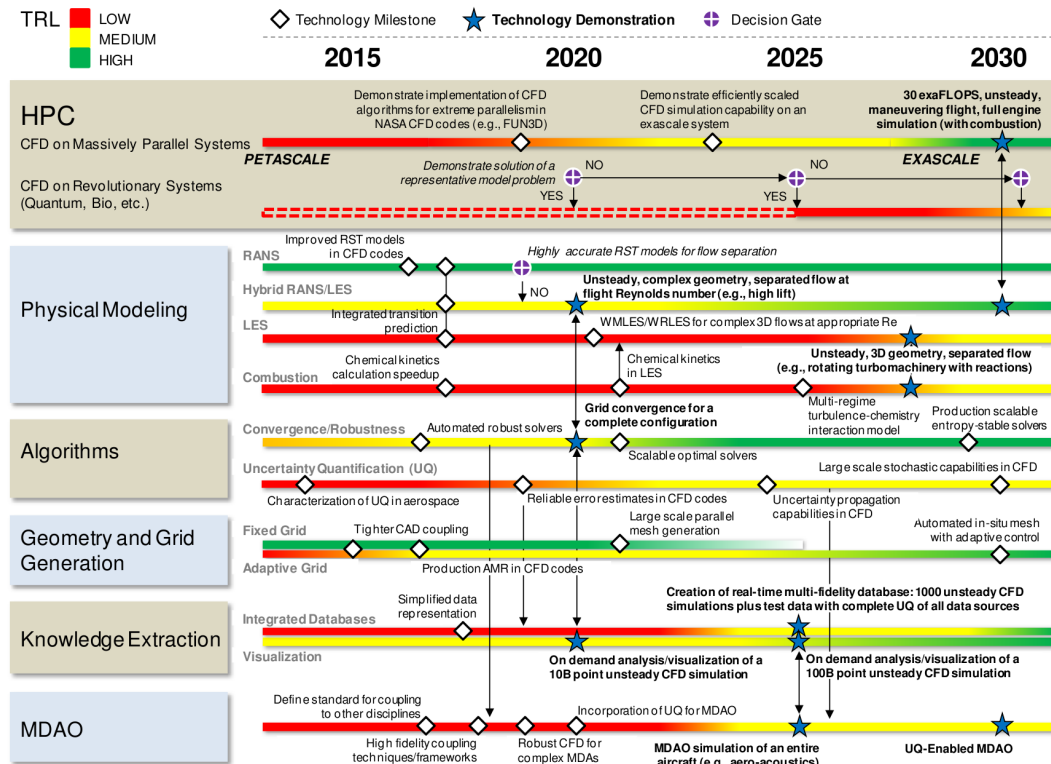 TRL
LOW
MEDIUM
HIGH
Technology Milestone
Technology Demonstration
Decision Gate
2015
2020
2025
2030
HPC
CFD on Massively Parallel Systems
CFD on Revolutionary Systems
(Quantum, Bio, etc.)
Demonstrate implementation of CFD
algorithms for extreme parallelism in
NASA CFD codes (e.g., FUN3D)
Demonstrate efficiently scaled
CFD simulation capability on an
exascale system
30 exaFLOPS, unsteady,
maneuvering flight, full engine
simulation (with combustion)
PETASCALE
EXASCALE
Demonstrate solution of a
representative model problem
NO
YES
NO
YES
Physical Modeling
RANS
Improved RST models
in CFD codes
Highly accurate RST models for flow separation
Hybrid RANS/LES
NO
Unsteady, complex geometry, separated flow at
flight Reynolds number (e.g., high lift)
Integrated transition
prediction
LES
WMLES/WRLES for complex 3D flows at appropriate Re
Chemical kinetics
calculation speedup
Chemical kinetics
in LES
Unsteady, 3D geometry, separated flow
(e.g., rotating turbomachinery with reactions)
Combustion
Multi-regime
turbulence-chemistry
interaction model
Algorithms
Convergence/Robustness
Automated robust solvers
Grid convergence for a
complete configuration
Scalable optimal solvers
Production scalable
entropy-stable solvers
Uncertainty Quantification (UQ)
Characterization of UQ in aerospace
Reliable error estimates in CFD codes
Large scale stochastic capabilities in CFD
Uncertainty propagation
capabilities in CFD
Geometry and Grid
Generation
Fixed Grid
Tighter CAD coupling
Large scale parallel
mesh generation
Automated in-situ mesh
with adaptive control
Adaptive Grid
Production AMR in CFD codes
Knowledge Extraction
Integrated Databases
Simplified data
representation
Creation of real-time multi-fidelity database: 1000 unsteady CFD
simulations plus test data with complete UQ of all data sources
Visualization
On demand analysis/visualization of a
10B point unsteady CFD simulation
On demand analysis/visualization of a
100B point unsteady CFD simulation
MDAO
Define standard for coupling
to other disciplines
High fidelity coupling
techniques/frameworks
Robust CFD for
complex MDAs
Incorporation of UQ for MDAO
MDAO simulation of an entire
aircraft (e.g., aero-acoustics)
UQ-Enabled MDAO